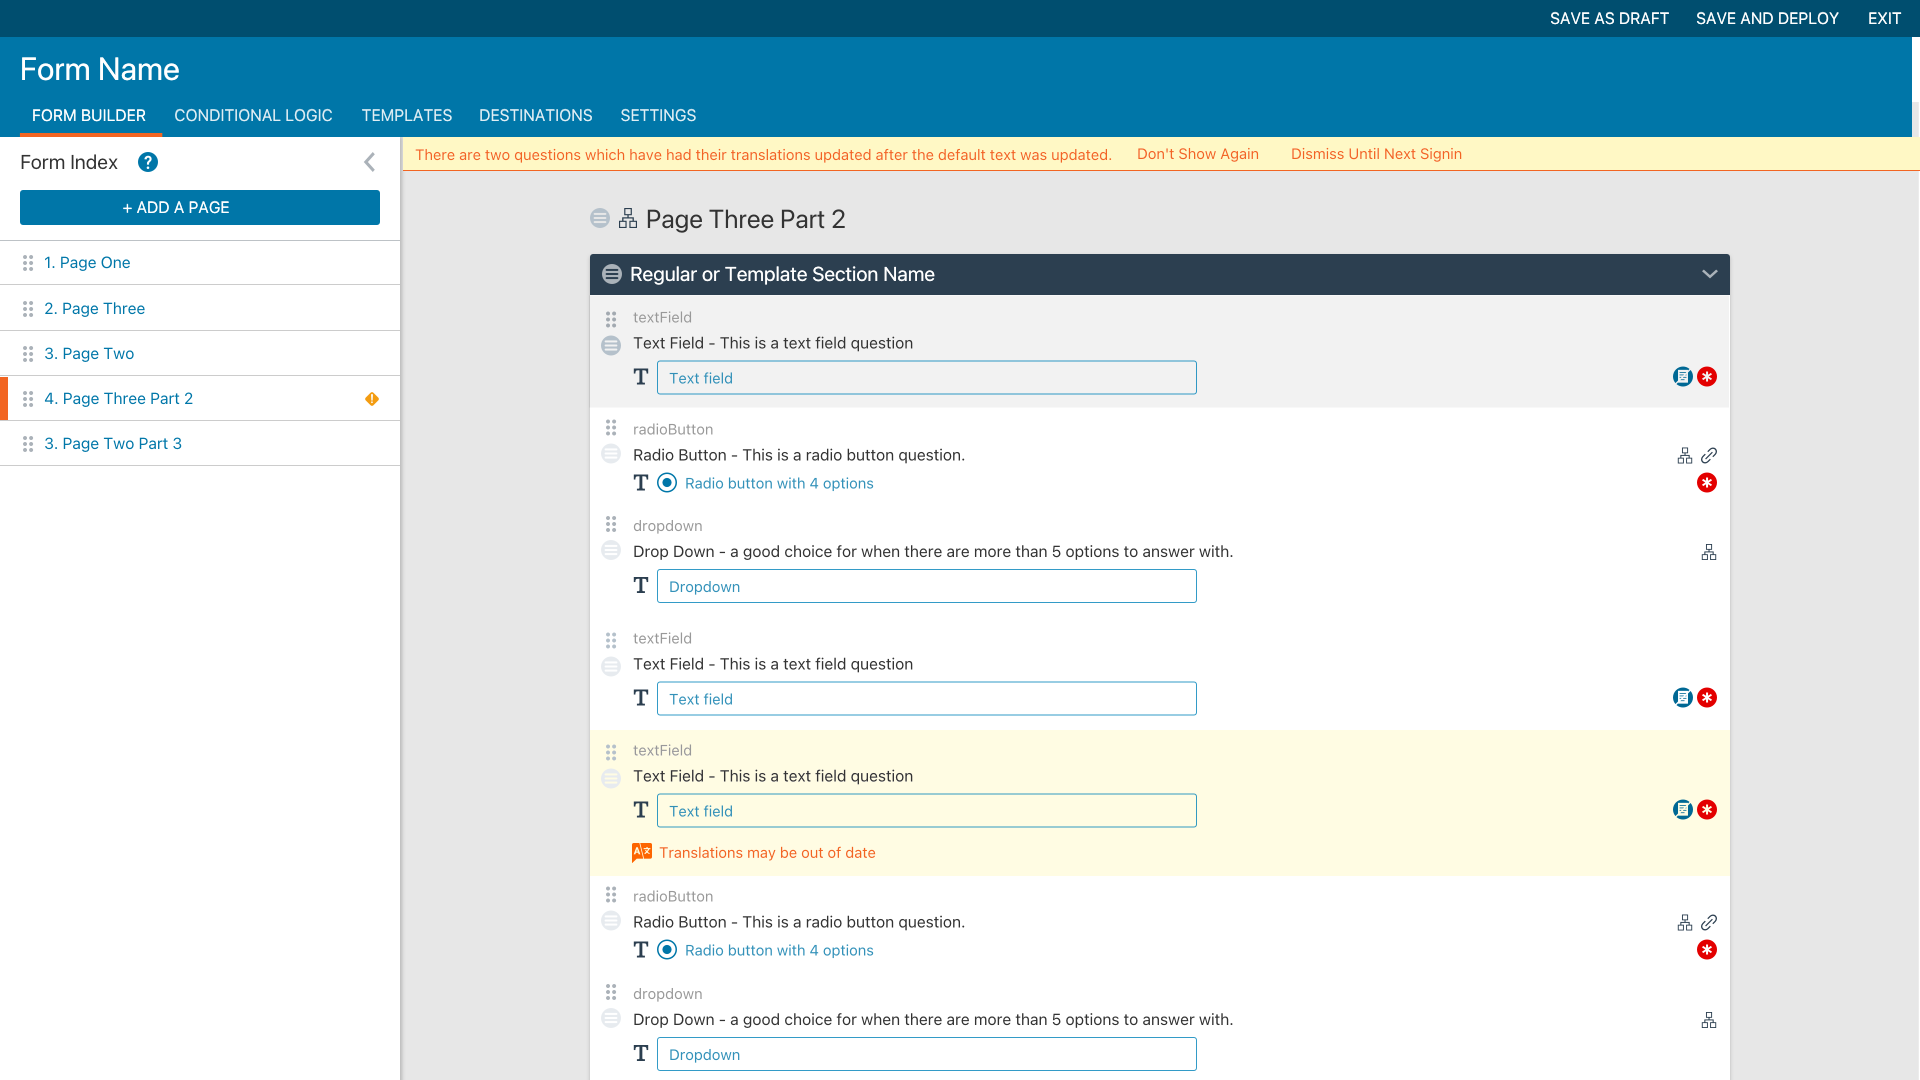 SAVE AS DRAFT SAVE AND DEPLOY EXIT
Form Name
FORM BUILDER CONDITIONAL LOGIC TEMPLATES DESTINATIONS SETTINGS
Form Index ?
+ ADD A PAGE
1. Page One
2. Page Three
3. Page Two
4. Page Three Part 2
3. Page Two Part 3
There are two questions which have had their translations updated after the default text was updated. Don't Show Again Dismiss Until Next Signin
Page Three Part 2
Regular or Template Section Name
textField
Text Field - This is a text field question
T Text field
radioButton
Radio Button - This is a radio button question.
T Radio button with 4 options
dropdown
Drop Down - a good choice for when there are more than 5 options to answer with.
T Dropdown
textField
Text Field - This is a text field question
T Text field
textField
Text Field - This is a text field question
T Text field
Translations may be out of date
radioButton
Radio Button - This is a radio button question.
T Radio button with 4 options
dropdown
Drop Down - a good choice for when there are more than 5 options to answer with.
T Dropdown